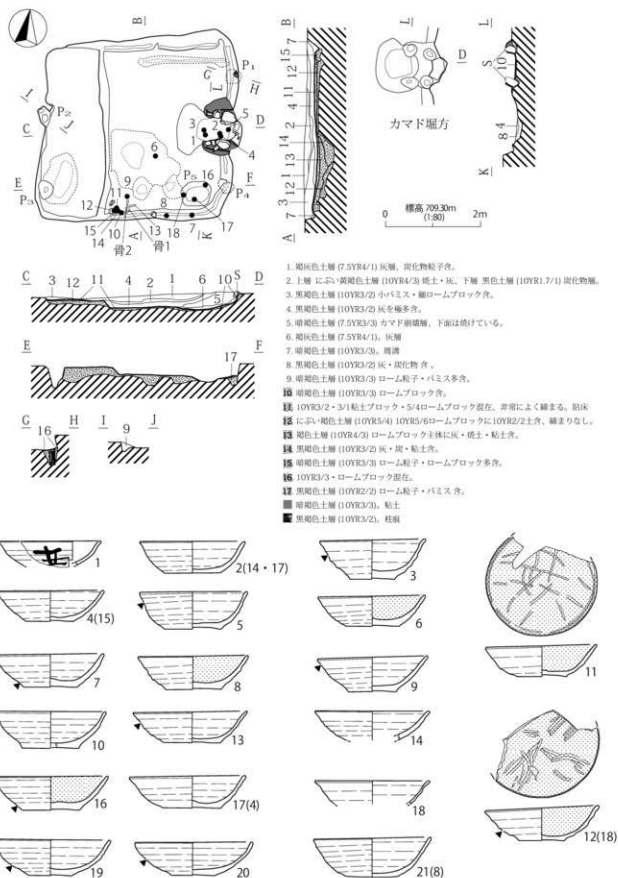 B
L
G
P₁
H
I
P₂
J
C
3
2
1
5
D
4
6
E
P₃
9
P₅
16
F
P₄
11
12
8
18
15
10
A
13
7
K
17
14
骨2
骨1
B
7
15
12
11
4
2
14
13
1
12
3
7
A
L
D
カマド堀方
L
S
10
8
4
K
標高 709.30m
0
(1:80)
2m
C
3
12
11
4
2
1
6
10
S
D
5
E
F
17
G
H
I
J
16
9
1. 褐灰色土層 (7.5YR4/1) 灰層、炭化物粒子含。
2. 上層 にぶい黄褐色土層 (10YR4/3) 焼土・灰、下層 黒色土層 (10YR1.7/1) 炭化物層。
3. 黒褐色土層 (10YR3/2) 小パミス・細ロームブロック含。
4. 黒褐色土層 (10YR3/2) 灰を極多含。
5. 暗褐色土層 (7.5YR3/3) カマド崩壊層、下面は焼けている。
6. 褐灰色土層 (7.5YR4/1)。灰層
7. 暗褐色土層 (10YR3/3)。周溝
8. 黒褐色土層 (10YR3/2) 灰・炭化物 含 。
9. 暗褐色土層 (10YR3/3) ローム粒子・パミス多含。
10 暗褐色土層 (10YR3/3) ロームブロック含。
11 10YR3/2・3/1粘土ブロック・5/4ロームブロック混在、非常によく締まる。貼床
12 にぶい褐色土層 (10YR5/4) 10YR5/6ロームブロックに10YR2/2土含、締まりなし。
13 褐色土層 (10YR4/3) ロームブロック主体に灰・焼土・粘土含。
14 黒褐色土層 (10YR3/2) 灰・炭・粘土含。
15 暗褐色土層 (10YR3/3) ローム粒子・ロームブロック多含。
16 10YR3/3・ロームブロック混在。
17 黒褐色土層 (10YR2/2) ローム粒子・パミス 含。
暗褐色土層 (10YR3/3)。粘土
黒褐色土層 (10YR3/2)。柱痕
1
2(14・17)
3
4(15)
5
6
11
7
8
9
10
13
14
16
17(4)
18
12(18)
19
20
21(8)